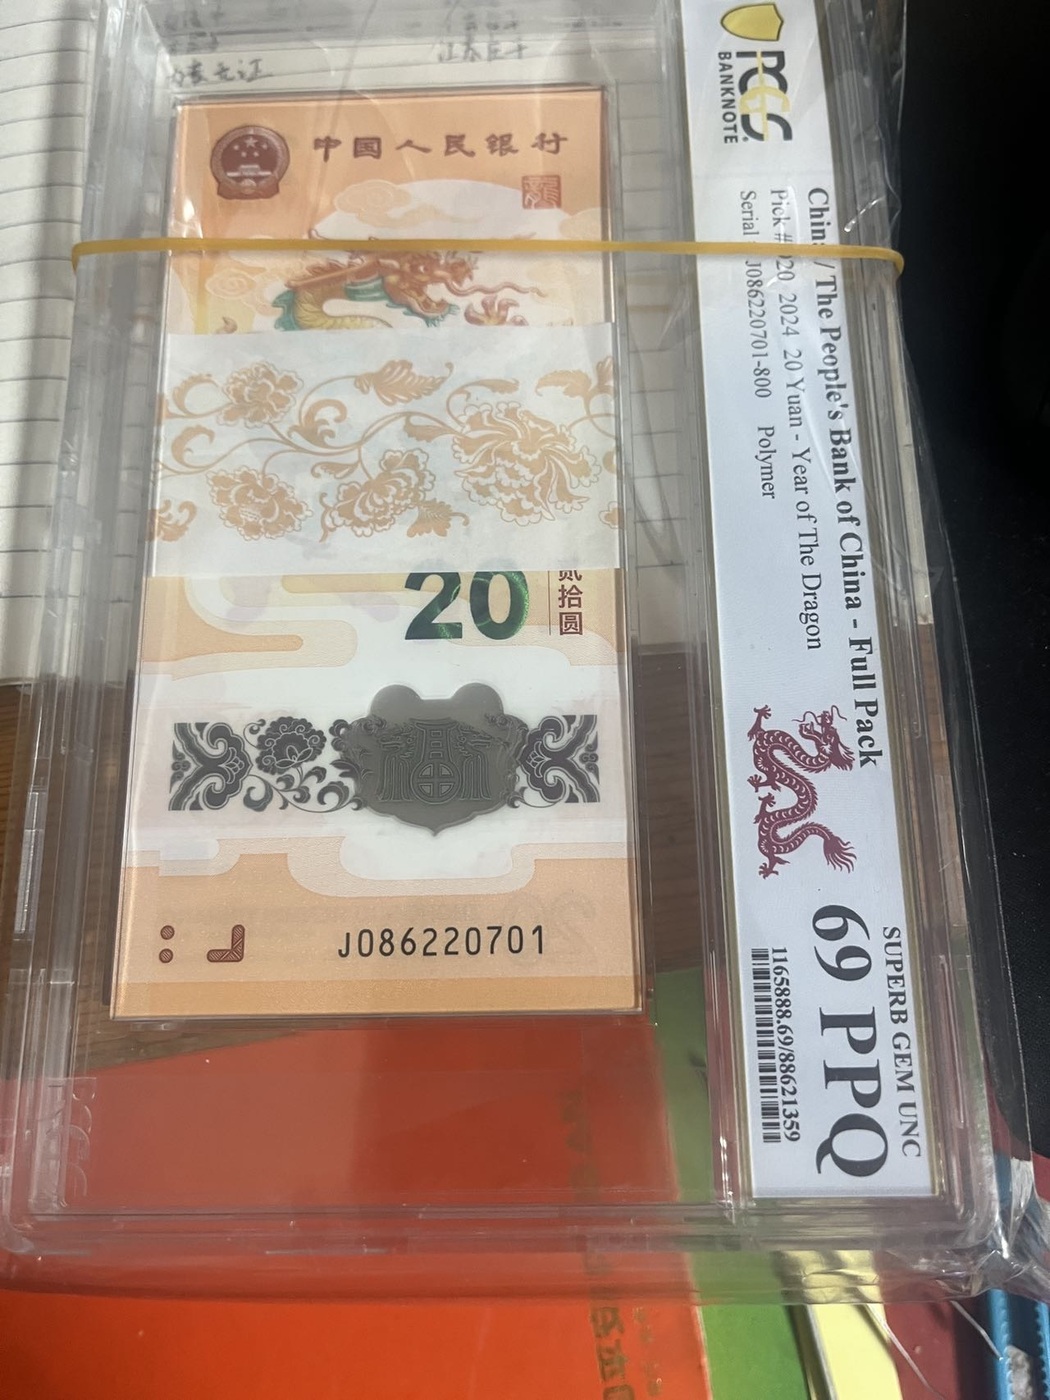 中国人民银行
龍
20
贰拾圆
J086220701
PCGS
BANKNOTE
China / The People's Bank of China - Full Pack
Pick # 2024 20 Yuan - Year of The Dragon
Serial J086220701-800 Polymer
SUPERB GEM UNC
69 PPQ
1165888.69/88621359